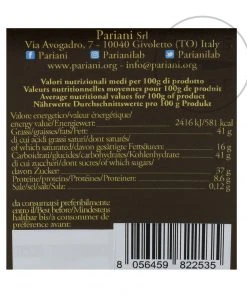 Pariani Srl
Via Avogadro, 7 - 10040 Givoletto (TO) Italy
Pariani Parianilab Parianilab
www.pariani.org - info@pariani.org
Valori nutrizionali medi per 100g di prodotto
Valeurs nutritionnelles moyennes pour 100g de produit
Average nutritional values for 100g of product
Nährwerte Durchschnittswerte pro 100 g Produkt
Valore energetico/valeur énergétique/
energy value/Energiewert: 2416 kJ/581 kcal
Grassi/graisses/fats/Fett: 41 g
di cui acidi grassi saturi/dont saturés/
of which saturated/davon gesättigte Fettsäuren: 16 g
Carboidrati/glucides/carbohydrates/Kohlenhydrate: 41 g
di cui zuccheri/dont sucres/of which sugars/
davon Zucker: 37 g
Proteine/protéins/Protéines/Proteine: 8,6 g
Sale/sel/salt/Salz: 0,12 g
da consumarsi preferibilmente
entro il/Best before/Mindestens
haltbar bis/à consommer de
préférence avant:
8 056459 822535